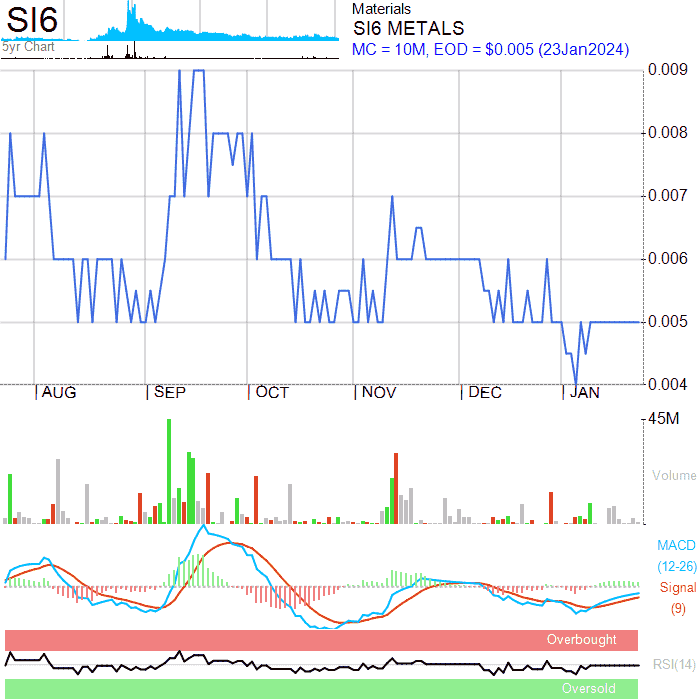 SI6
5yr Chart
Materials
SI6 METALS
MC = 10M, EOD = $0.005 (23Jan2024)
0.009
0.008
0.007
0.006
0.005
0.004
AUG SEP OCT NOV DEC JAN
45M
Volume
MACD
(12-26)
Signal
(9)
Overbought
RSI(14)
Oversold